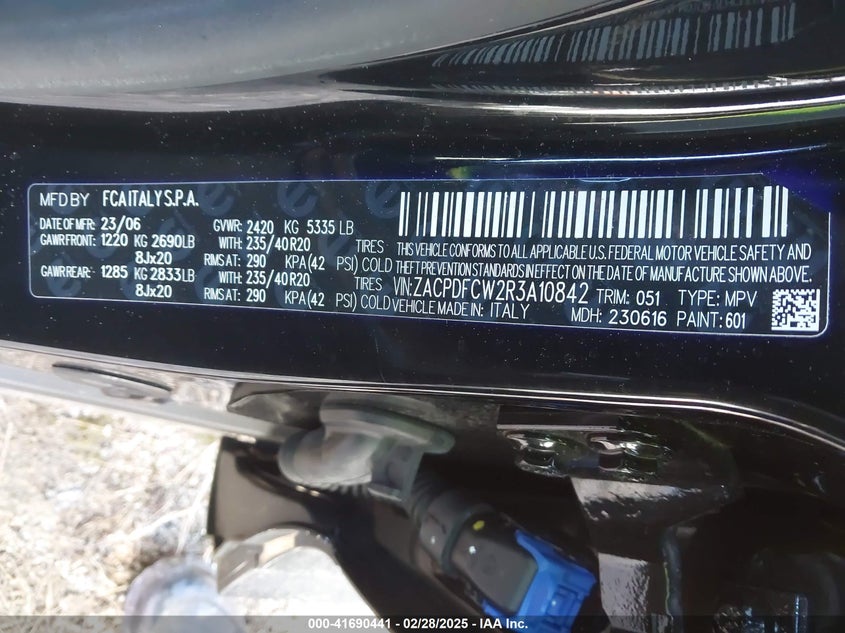 MFD BY FCA ITALY S.P.A.
DATE OF MFR: 23/06 GVWR: 2420 KG 5335 LB
GAWR FRONT: 1220 KG 2690LB WITH: 235/40R20 TIRES
8Jx20 RIMS AT: 290 KPA(42 PSI) COLD
GAWR REAR: 1285 KG 2833LB WITH: 235/40R20 TIRES
8Jx20 RIMS AT: 290 KPA(42 PSI) COLD
THIS VEHICLE CONFORMS TO ALL APPLICABLE U.S. FEDERAL MOTOR VEHICLE SAFETY AND
THEFT PREVENTION STANDARDS IN EFFECT ON THE DATE OF MANUFACTURE SHOWN ABOVE.
VIN: ZACPDFCW2R3A10842 TRIM: 051 TYPE: MPV
VEHICLE MADE IN: ITALY MDH: 230616 PAINT: 601
000-41690441 - 02/28/2025 - IAA Inc.